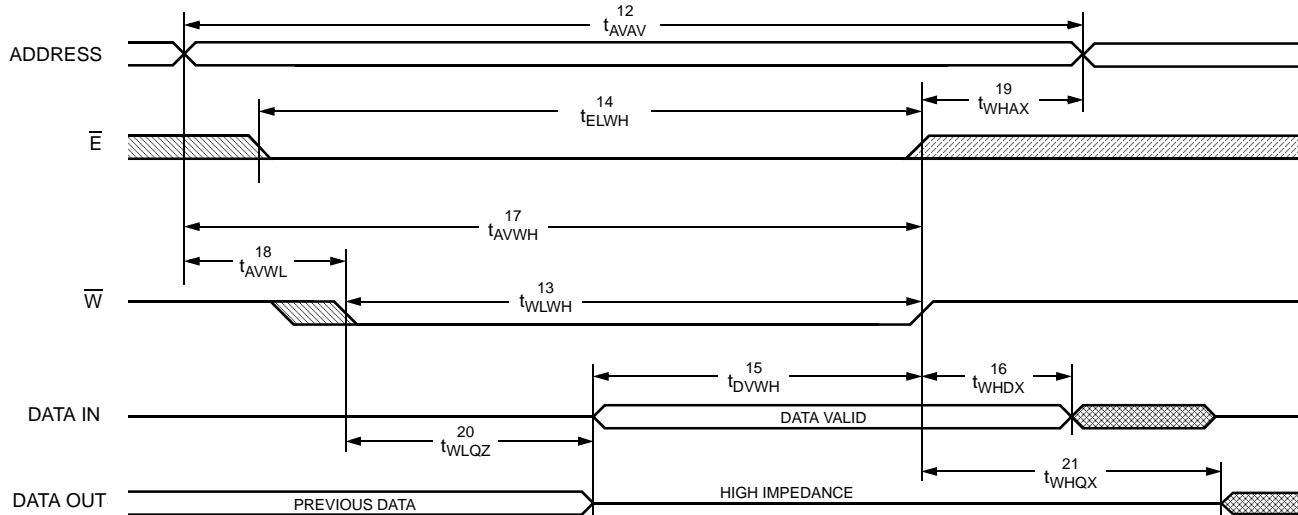 12
tAVAV
ADDRESS
14
tELWH
19
tWHAX
E
17
tAVWH
18
tAVWL
W
13
tWLWH
15
tDVWH
16
tWHDX
DATA IN
DATA VALID
20
tWLQZ
21
tWHQX
DATA OUT
PREVIOUS DATA
HIGH IMPEDANCE